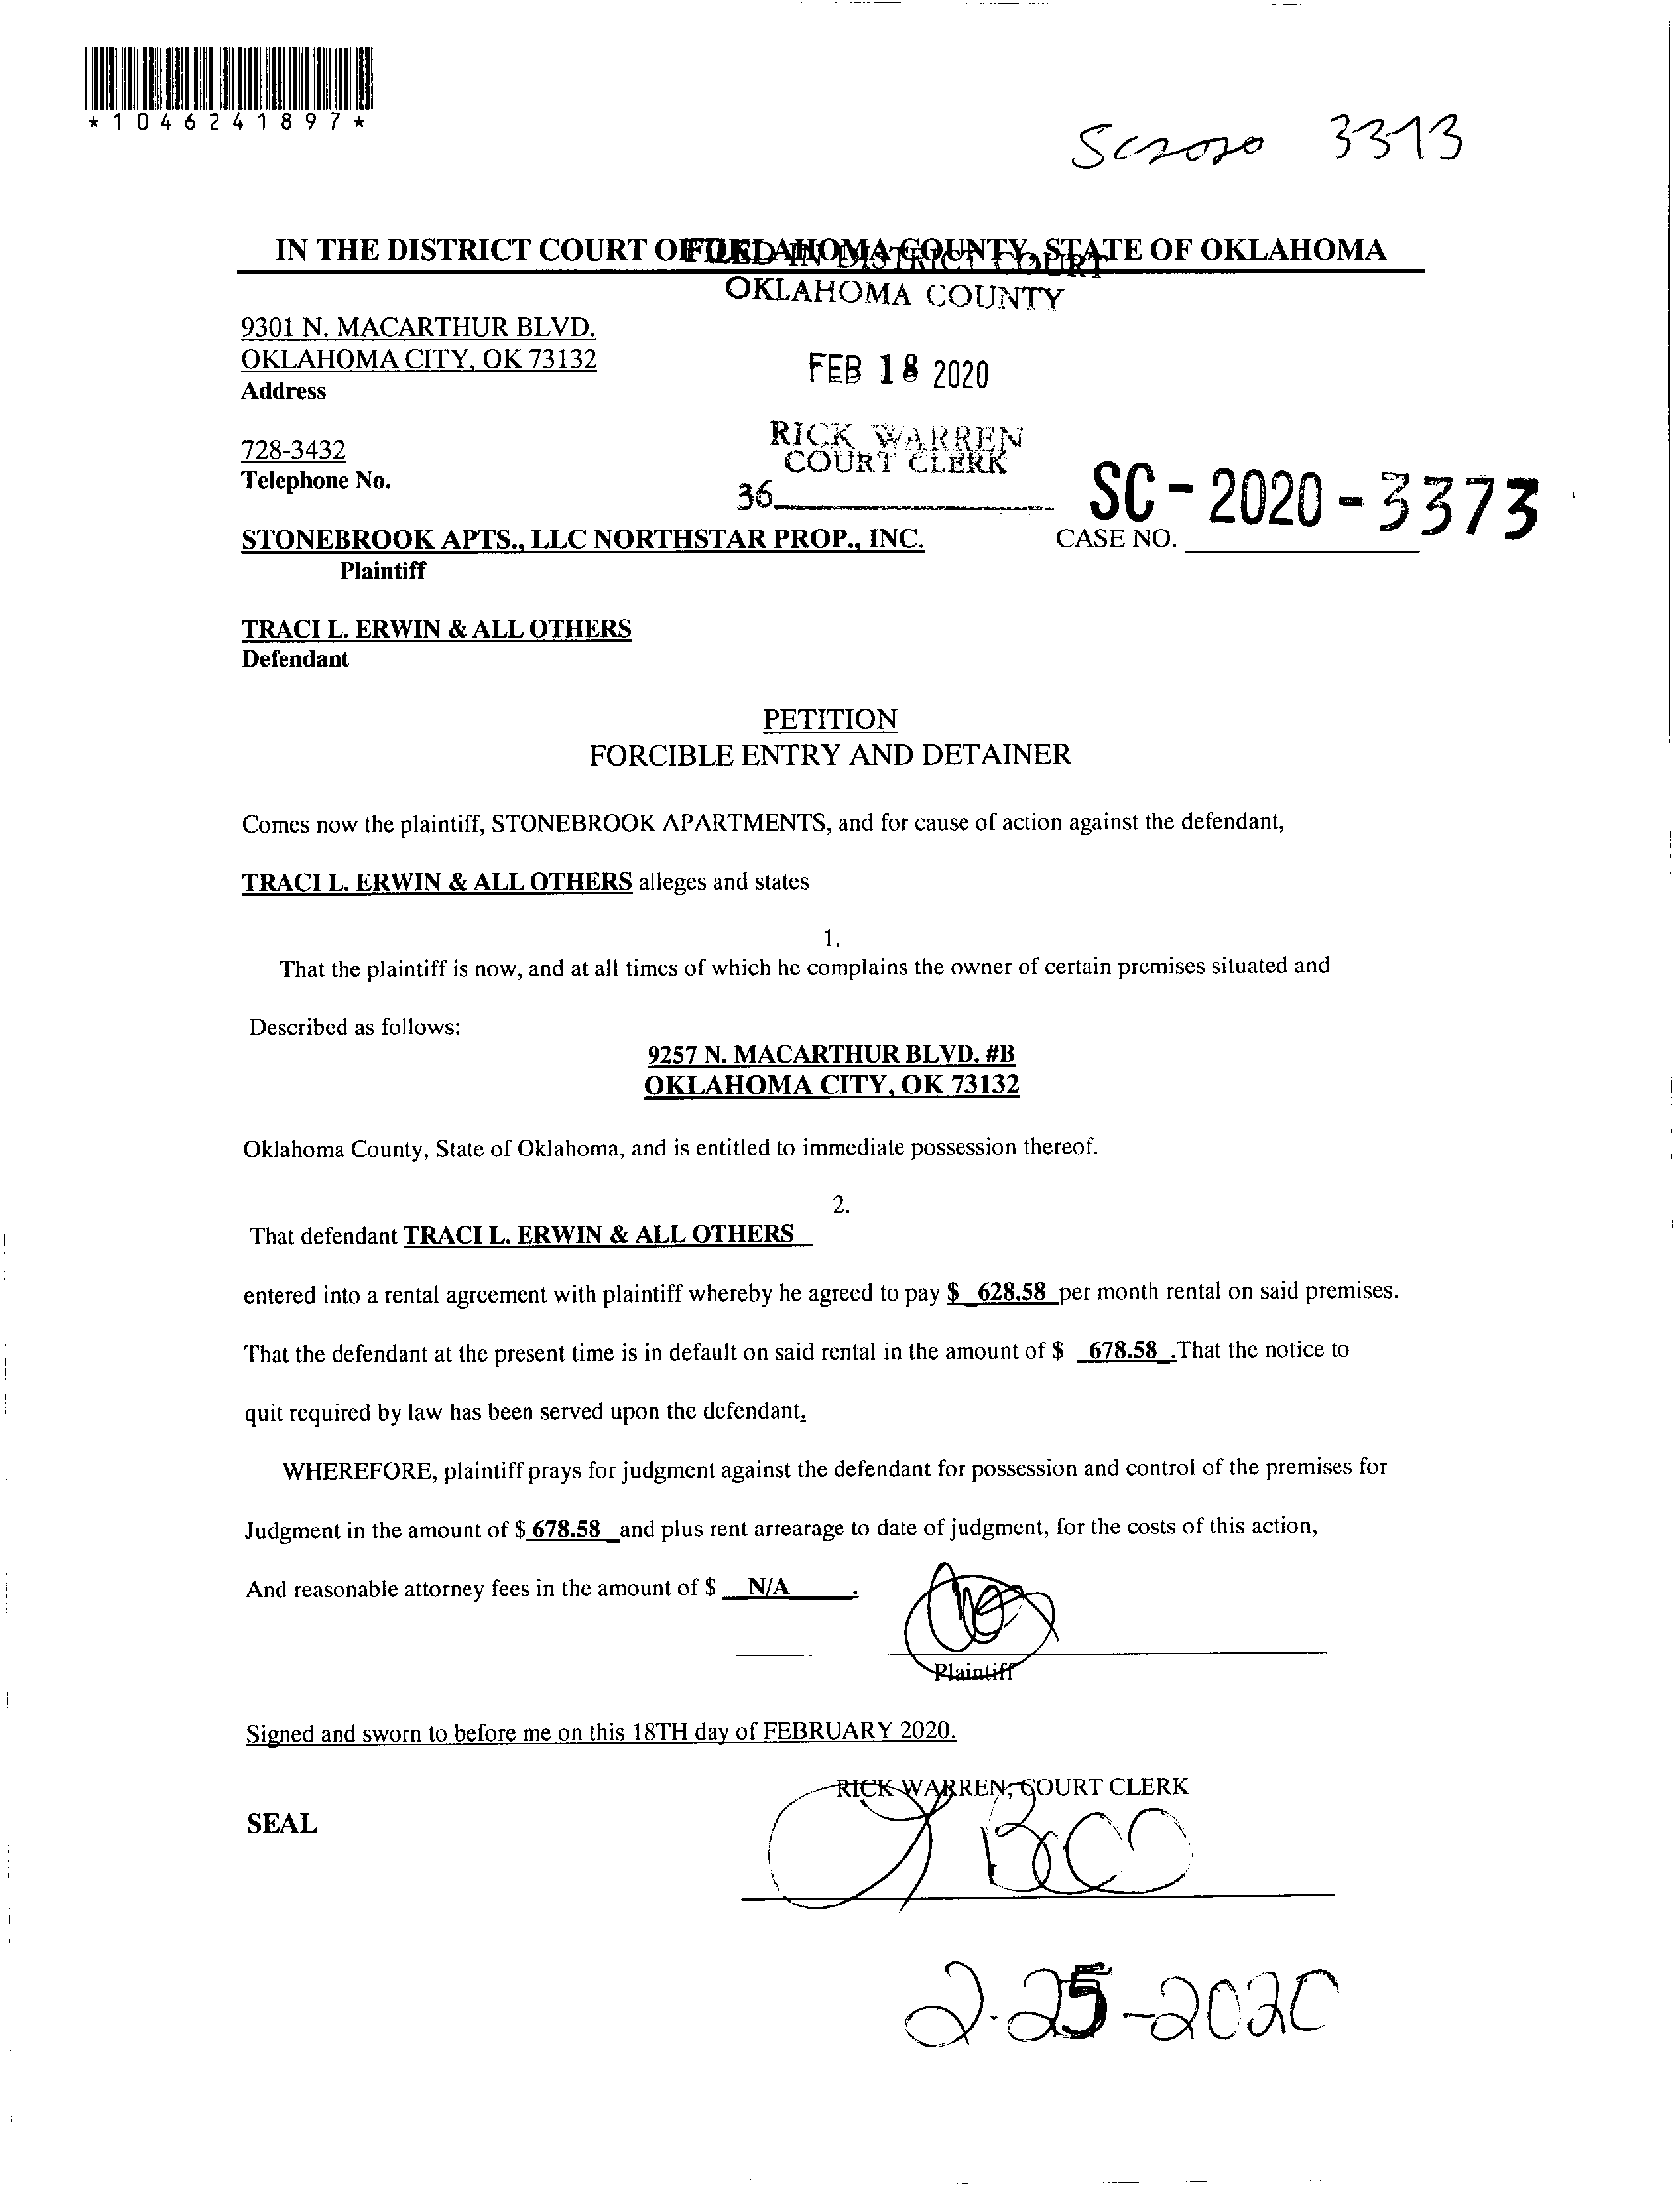 *1046241897*
SC2020 3373
IN THE DISTRICT COURT OF OKLAHOMA COUNTY, STATE OF OKLAHOMA
FILED IN DISTRICT COURT
OKLAHOMA COUNTY
9301 N. MACARTHUR BLVD.
OKLAHOMA CITY, OK 73132
Address
FEB 18 2020
728-3432
Telephone No.
RICK WARREN
COURT CLERK
36
SC-2020-3373
STONEBROOK APTS., LLC NORTHSTAR PROP., INC.
CASE NO.
Plaintiff
TRACI L. ERWIN & ALL OTHERS
Defendant
PETITION
FORCIBLE ENTRY AND DETAINER
Comes now the plaintiff, STONEBROOK APARTMENTS, and for cause of action against the defendant,
TRACI L. ERWIN & ALL OTHERS alleges and states
1.
That the plaintiff is now, and at all times of which he complains the owner of certain premises situated and
Described as follows:
9257 N. MACARTHUR BLVD. #B
OKLAHOMA CITY, OK 73132
Oklahoma County, State of Oklahoma, and is entitled to immediate possession thereof.
2.
That defendant TRACI L. ERWIN & ALL OTHERS
entered into a rental agreement with plaintiff whereby he agreed to pay $ 628.58 per month rental on said premises.
That the defendant at the present time is in default on said rental in the amount of $ 678.58 .That the notice to
quit required by law has been served upon the defendant.
WHEREFORE, plaintiff prays for judgment against the defendant for possession and control of the premises for
Judgment in the amount of $ 678.58 and plus rent arrearage to date of judgment, for the costs of this action,
And reasonable attorney fees in the amount of $ N/A .
Plaintiff
Signed and sworn to before me on this 18TH day of FEBRUARY 2020.
RICK WARREN, COURT CLERK
SEAL
2-25-2020